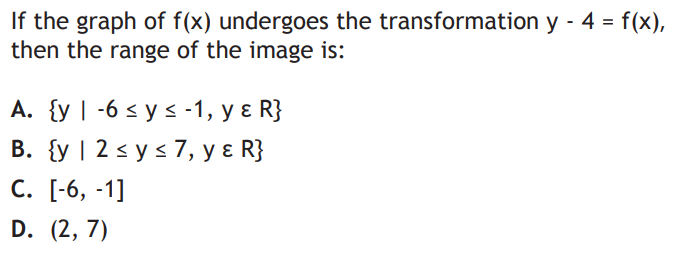 If the graph of f(x) undergoes the transformation y - 4 = f(x),
then the range of the image is:
A. {y | -6 ≤ y ≤ -1, y ε R}
B. {y | 2 ≤ y ≤ 7, y ε R}
C. [-6, -1]
D. (2, 7)